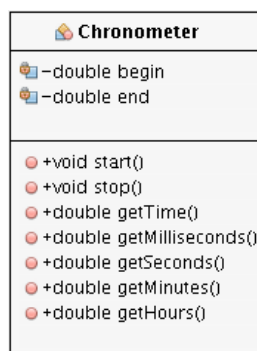 Chronometer
-double begin
-double end
+void start()
+void stop()
+double getTime()
+double getMilliseconds()
+double getSeconds()
+double getMinutes()
+double getHours()